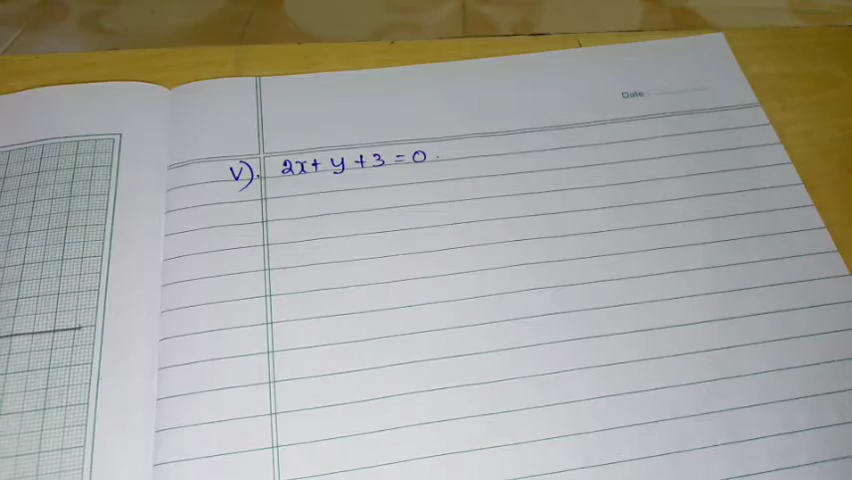 Date :
V). 2x + y + 3 = 0.